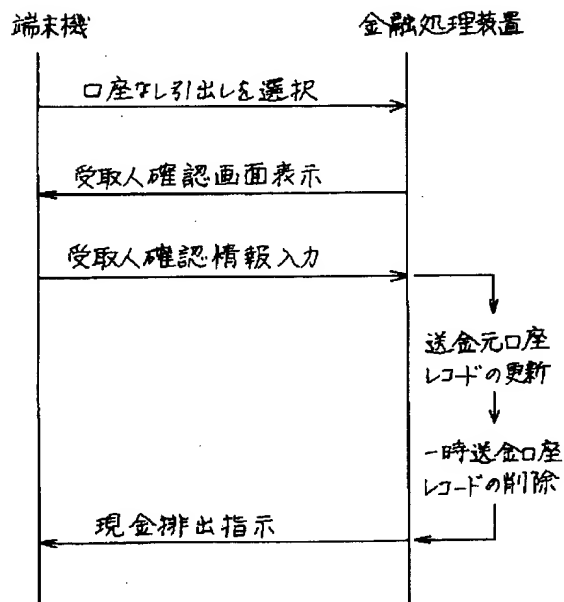 端末機
金融処理装置
口座なし引出しを選択
受取人確認画面表示
受取人確認情報入力
送金元口座
レコードの更新
一時送金口座
レコードの削除
現金排出指示